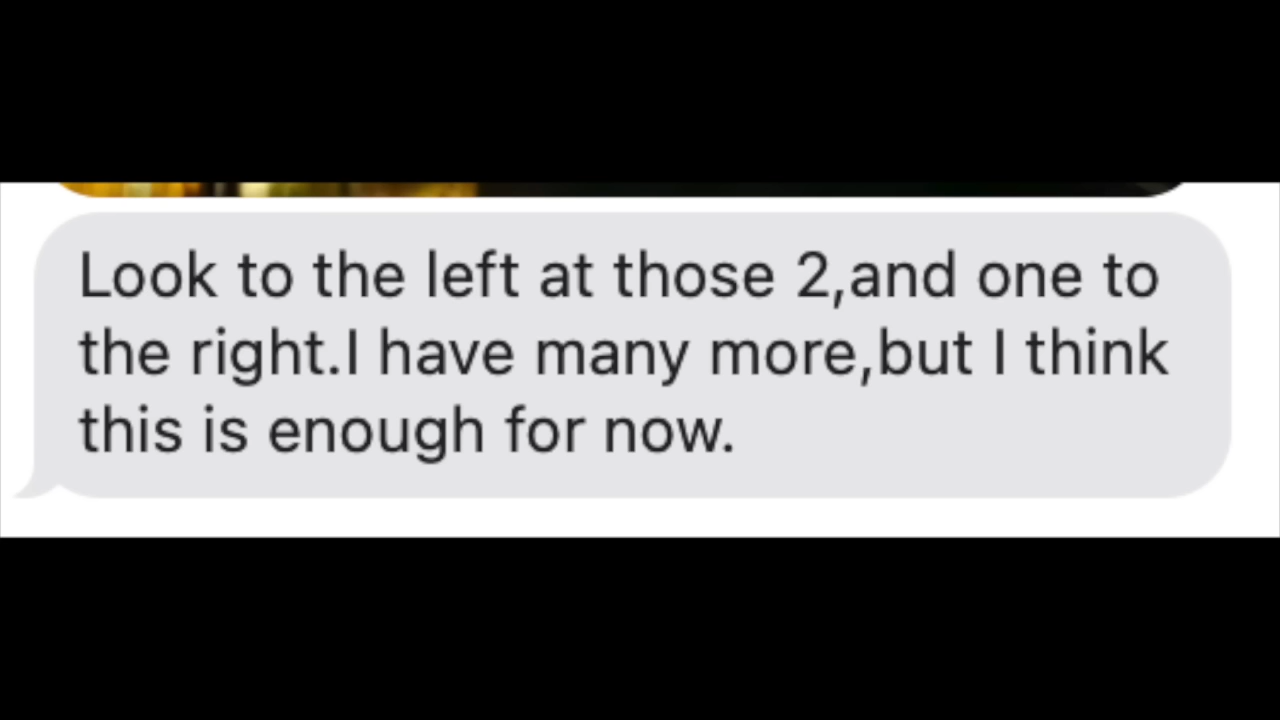 Look to the left at those 2,and one to
the right.I have many more,but I think
this is enough for now.